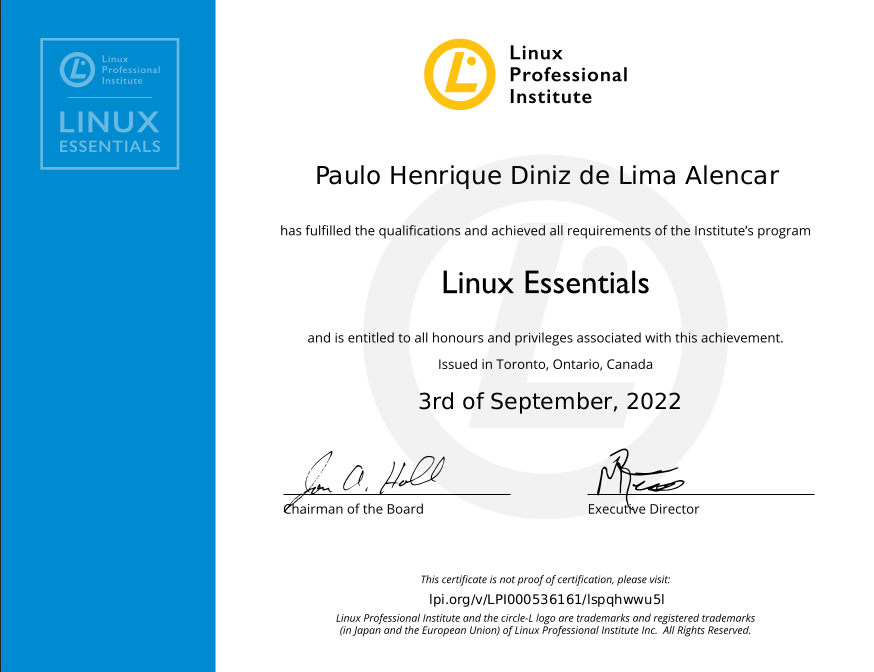 Linux
Professional
Institute
LINUX
ESSENTIALS
Linux
Professional
Institute
Paulo Henrique Diniz de Lima Alencar
has fulfilled the qualifications and achieved all requirements of the Institute’s program
Linux Essentials
and is entitled to all honours and privileges associated with this achievement.
Issued in Toronto, Ontario, Canada
3rd of September, 2022
Jon A. Hall
Chairman of the Board
Executive Director
This certificate is not proof of certification, please visit:
lpi.org/v/LPI000536161/lspqhwwu5l
Linux Professional Institute and the circle-L logo are trademarks and registered trademarks
(in Japan and the European Union) of Linux Professional Institute Inc. All Rights Reserved.